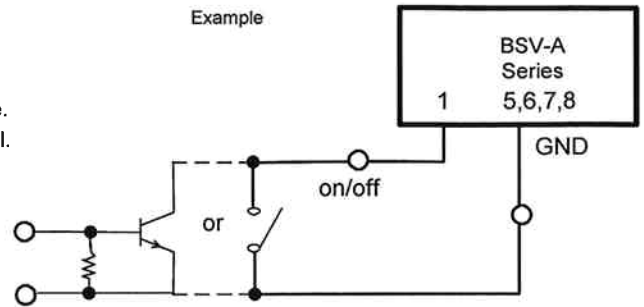 Example
BSV-A
Series
1 5,6,7,8
GND
on/off
or
e.
l.